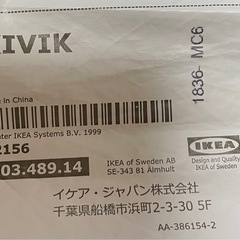 IVIK
in China
1836- MC6
Inter IKEA Systems B.V. 1999
2156
03.489.14
IKEA of Sweden AB
SE-343 81 Älmhult
IKEA
Design and Quality
IKEA of Sweden
イケア・ジャパン株式会社
千葉県船橋市浜町2-3-30 5F
AA-386154-2